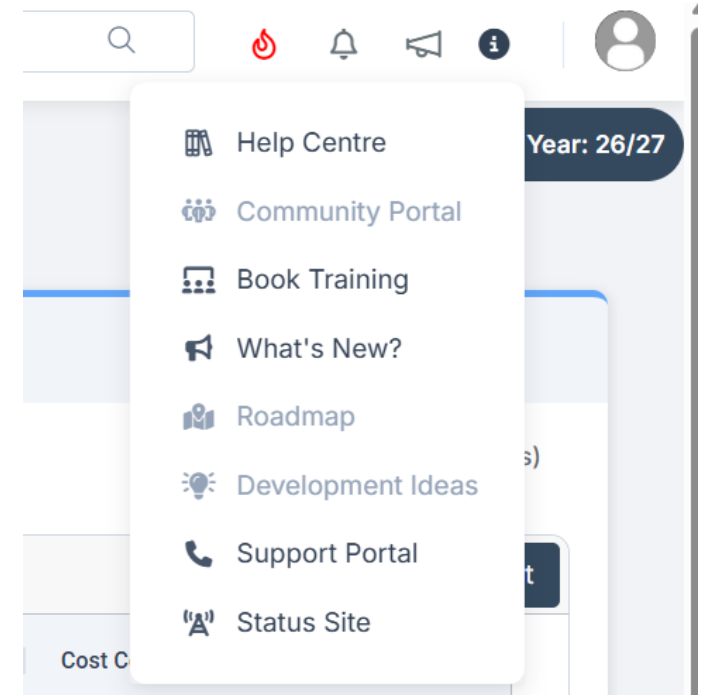 Help Centre
Year: 26/27
Community Portal
Book Training
What's New?
Roadmap
s)
Development Ideas
Support Portal
t
Status Site
Cost C